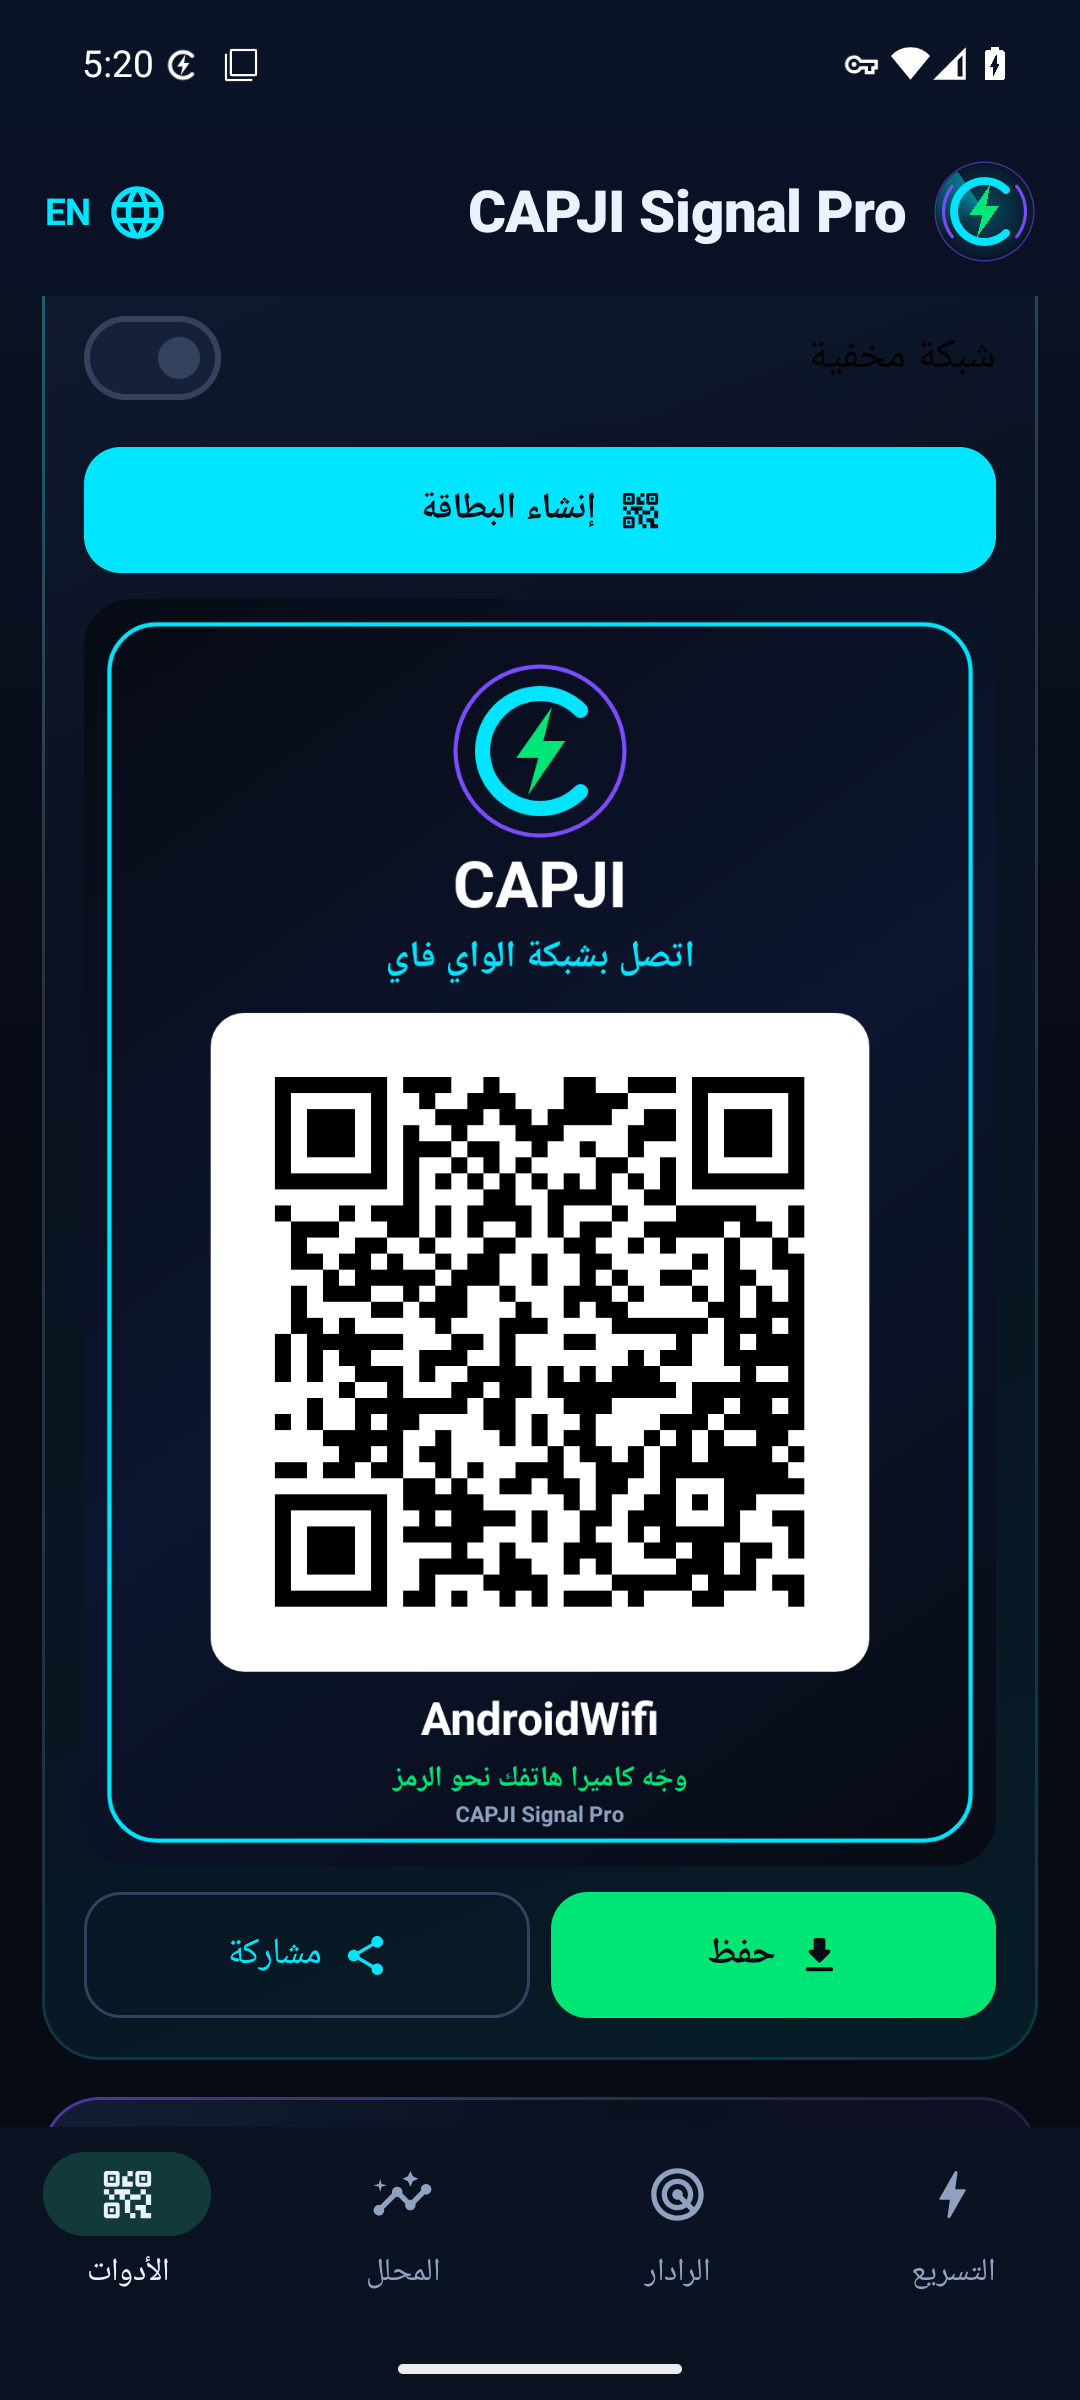 5:20
EN
CAPJI Signal Pro
شبكة مخفية
إنشاء البطاقة
CAPJI
اتصل بشبكة الواي فاي
AndroidWifi
وجّه كاميرا هاتفك نحو الرمز
CAPJI Signal Pro
حفظ
مشاركة
التسريع
الرادار
المحلل
الأدوات